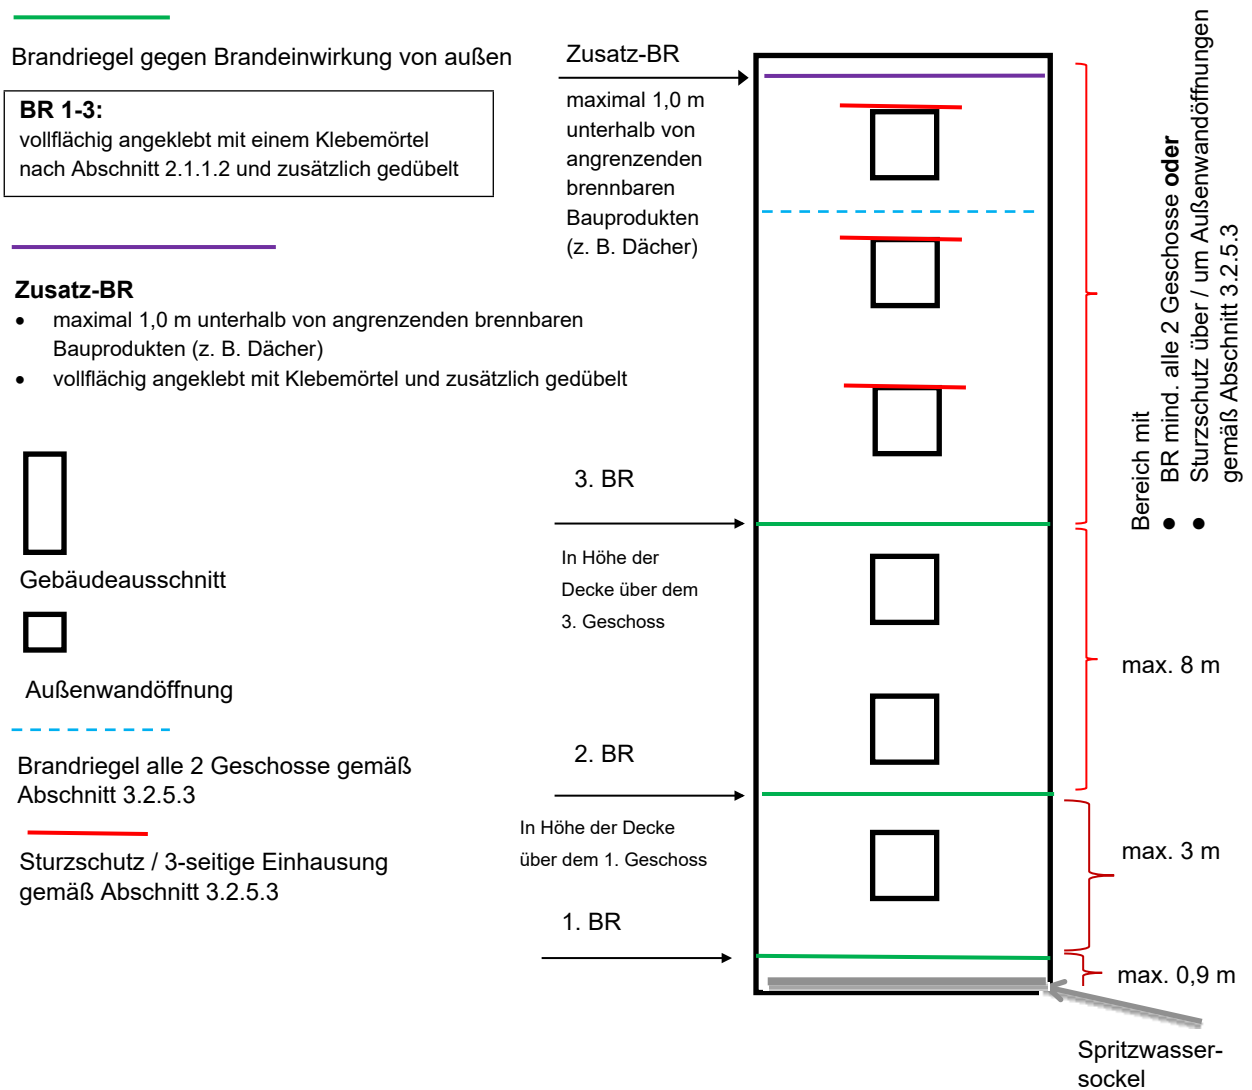 Brandriegel gegen Brandeinwirkung von außen
BR 1-3:
vollflächig angeklebt mit einem Klebemörtel
nach Abschnitt 2.1.1.2 und zusätzlich gedübelt
Zusatz-BR
• maximal 1,0 m unterhalb von angrenzenden brennbaren
Bauprodukten (z. B. Dächer)
• vollflächig angeklebt mit Klebemörtel und zusätzlich gedübelt
Gebäudeausschnitt
Außenwandöffnung
Brandriegel alle 2 Geschosse gemäß
Abschnitt 3.2.5.3
Sturzschutz / 3-seitige Einhausung
gemäß Abschnitt 3.2.5.3
Zusatz-BR
maximal 1,0 m
unterhalb von
angrenzenden
brennbaren
Bauprodukten
(z. B. Dächer)
3. BR
In Höhe der
Decke über dem
3. Geschoss
2. BR
In Höhe der Decke
über dem 1. Geschoss
1. BR
Bereich mit
• BR mind. alle 2 Geschosse oder
• Sturzschutz über / um Außenwandöffnungen
gemäß Abschnitt 3.2.5.3
max. 8 m
max. 3 m
max. 0,9 m
Spritzwasser-
sockel